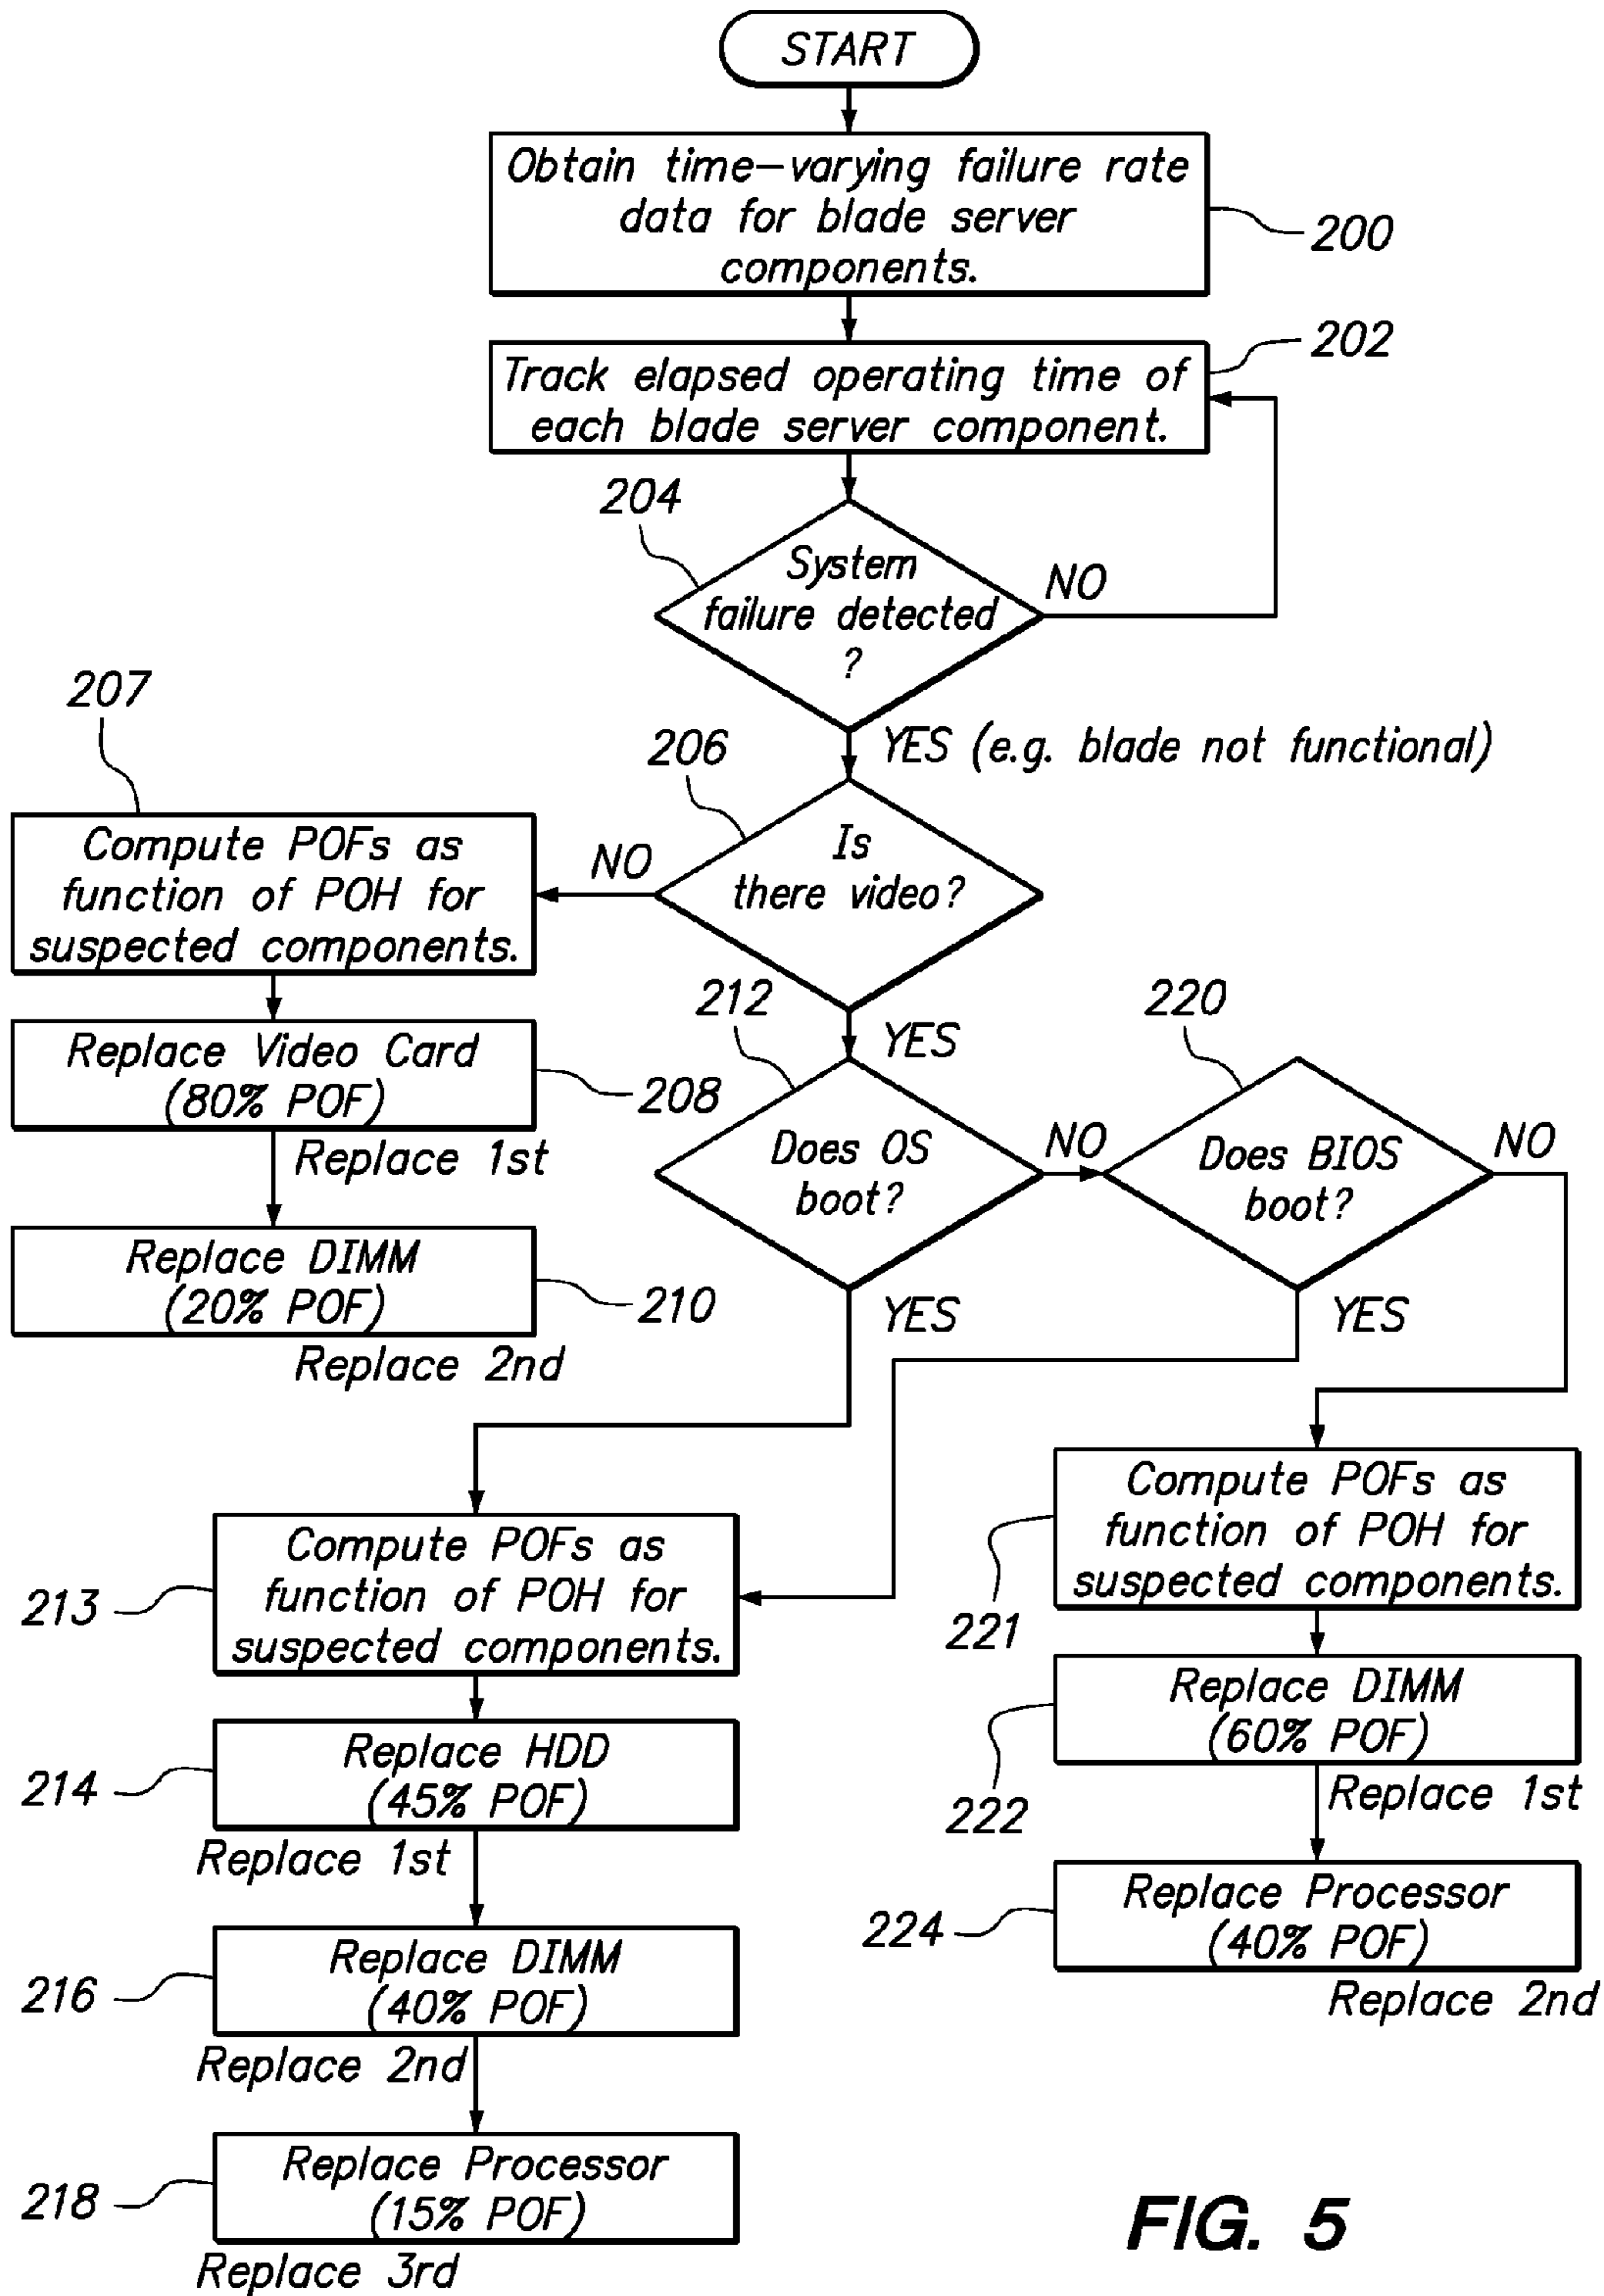 START
Obtain time-varying failure rate
data for blade server
components.
200
202
Track elapsed operating time of
each blade server component.
204
System
failure detected
?
NO
YES (e.g. blade not functional)
206
Is
there video?
NO
207
Compute POFs as
function of POH for
suspected components.
Replace Video Card
(80% POF)
208
Replace 1st
Replace DIMM
(20% POF)
210
Replace 2nd
YES
212
Does OS
boot?
NO
YES
220
Does BIOS
boot?
NO
YES
Compute POFs as
function of POH for
suspected components.
213
Replace HDD
(45% POF)
214
Replace 1st
Replace DIMM
(40% POF)
216
Replace 2nd
Replace Processor
(15% POF)
218
Replace 3rd
Compute POFs as
function of POH for
suspected components.
221
Replace DIMM
(60% POF)
222
Replace 1st
Replace Processor
(40% POF)
224
Replace 2nd
FIG. 5